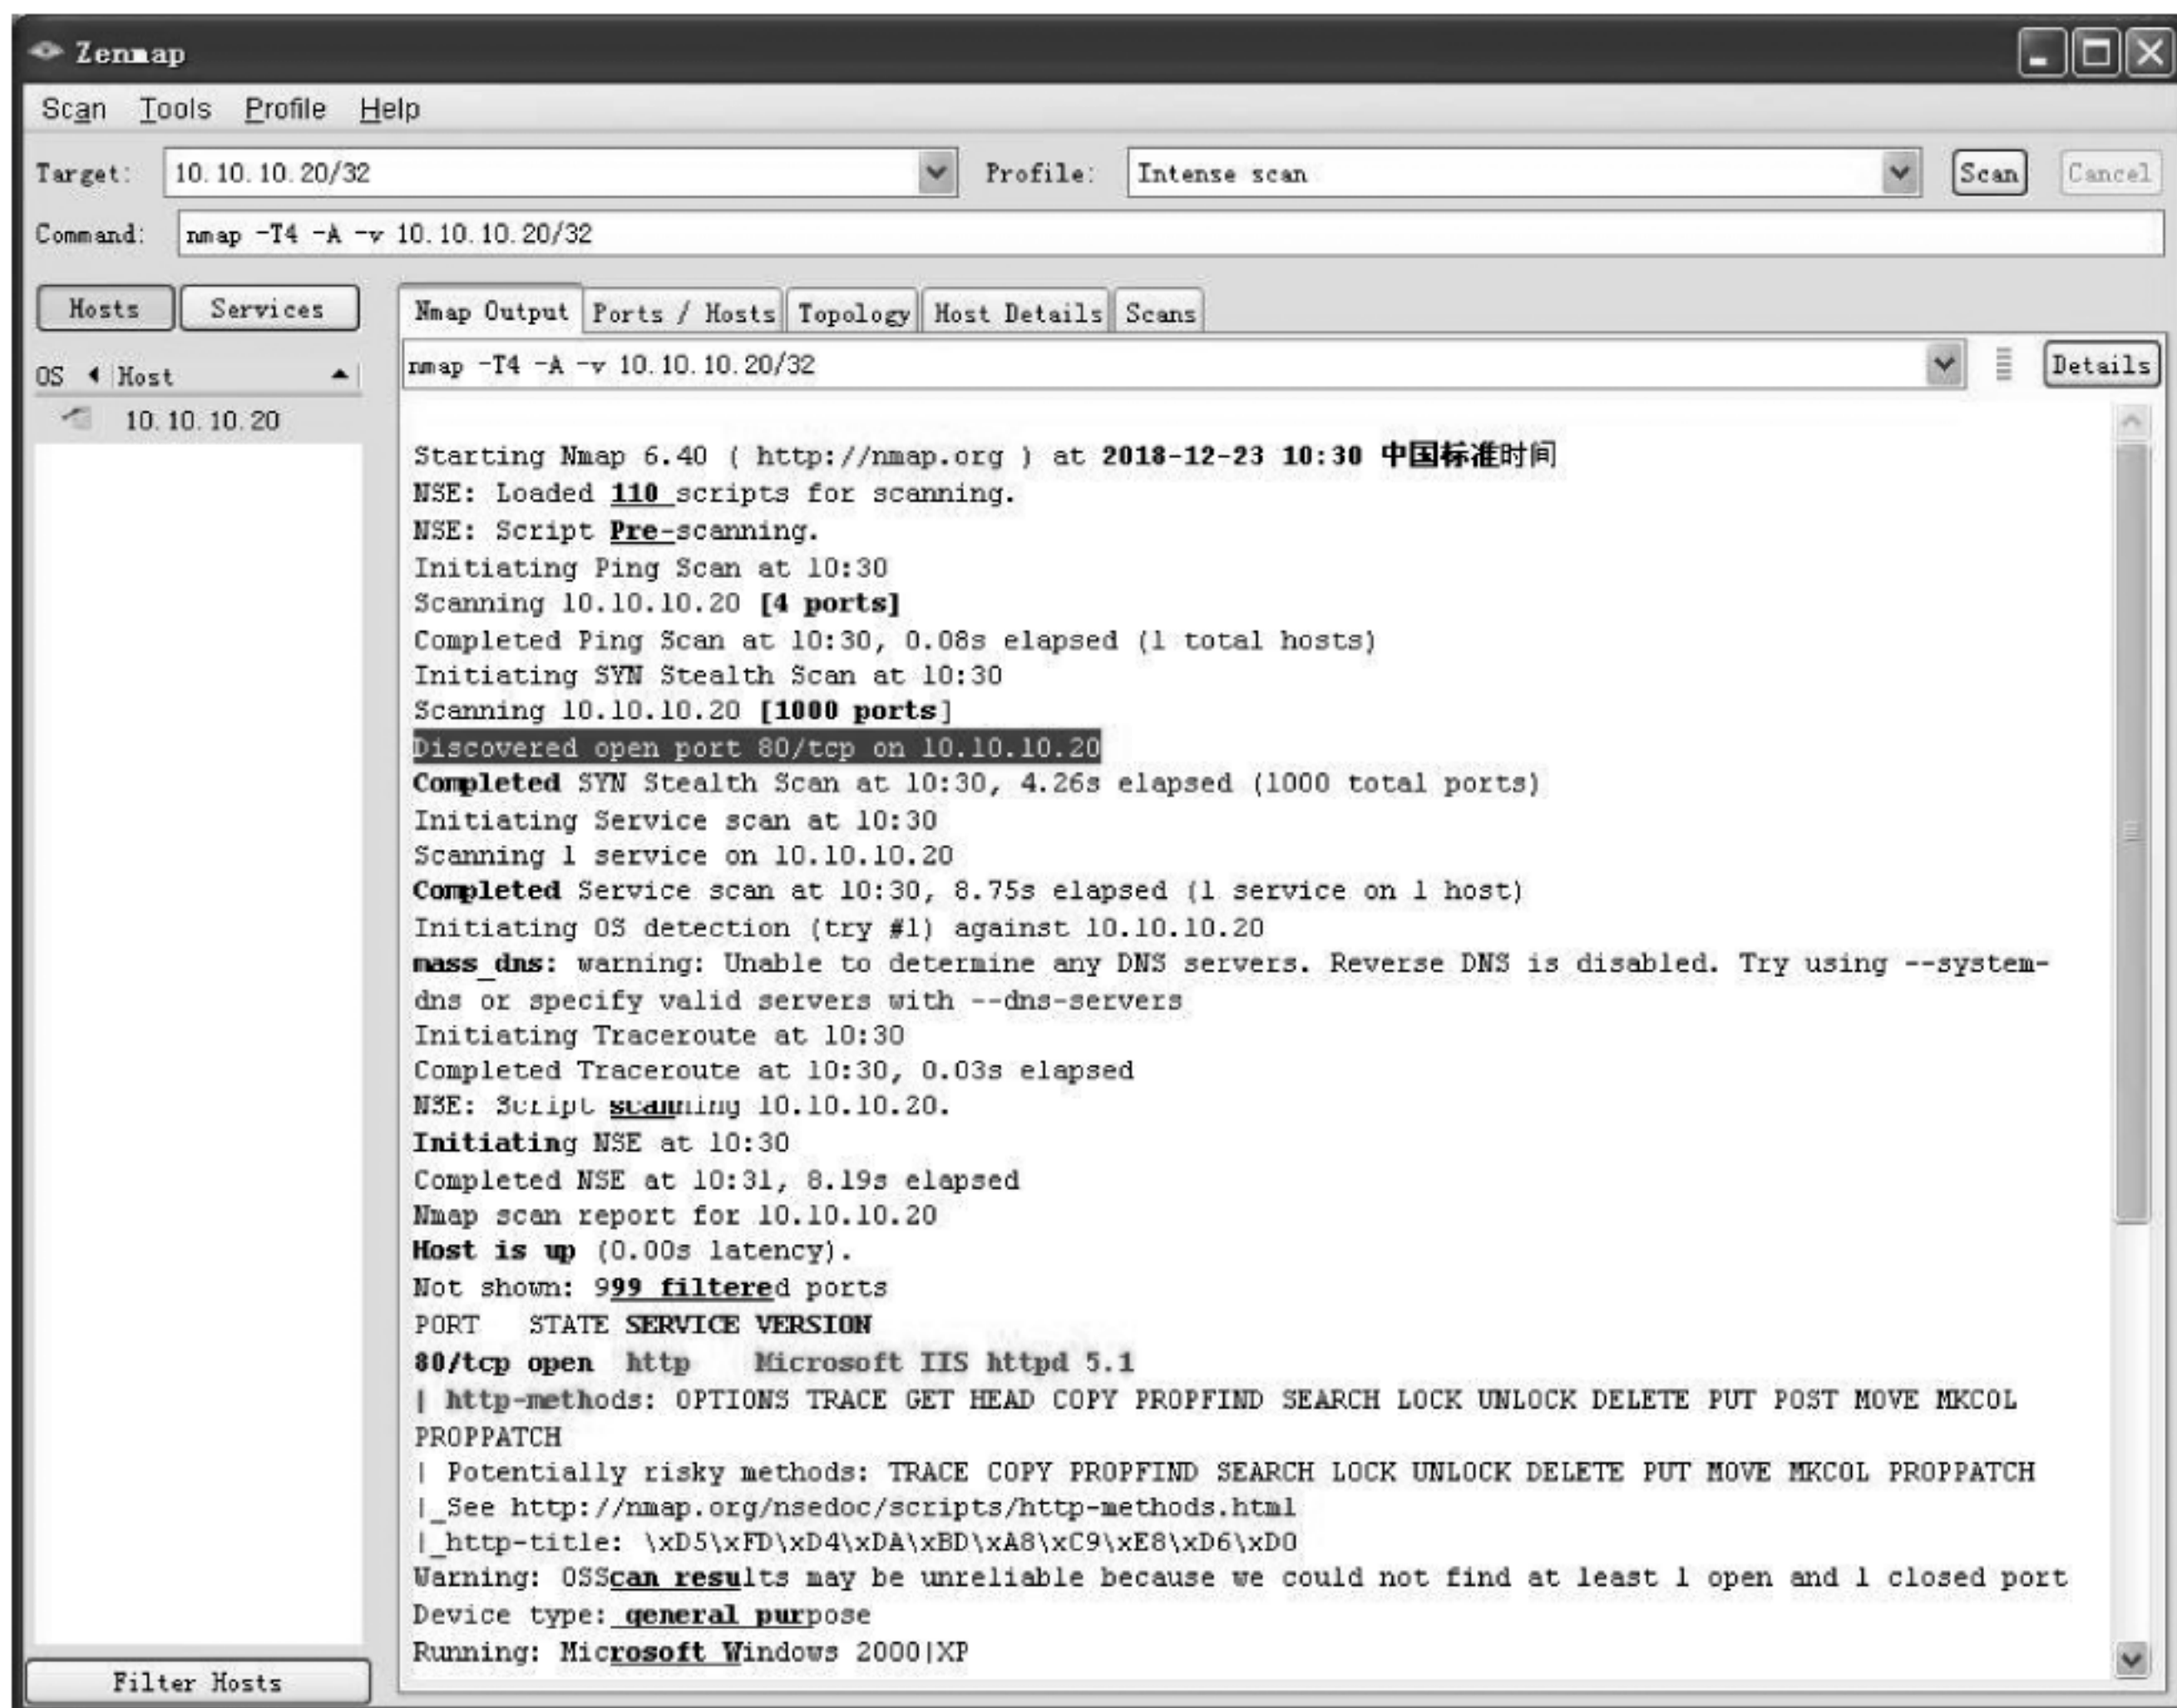 Zenmap
Scan Tools Profile Help
Target: 10.10.10.20/32 Profile: Intense scan Scan Cancel
Command: nmap -T4 -A -v 10.10.10.20/32
Hosts Services
Nmap Output Ports / Hosts Topology Host Details Scans
OS Host
nmap -T4 -A -v 10.10.10.20/32 Details
10.10.10.20
Starting Nmap 6.40 ( http://nmap.org ) at 2018-12-23 10:30 中国标准时间
NSE: Loaded 110 scripts for scanning.
NSE: Script Pre-scanning.
Initiating Ping Scan at 10:30
Scanning 10.10.10.20 [4 ports]
Completed Ping Scan at 10:30, 0.08s elapsed (1 total hosts)
Initiating SYN Stealth Scan at 10:30
Scanning 10.10.10.20 [1000 ports]
Discovered open port 80/tcp on 10.10.10.20
Completed SYN Stealth Scan at 10:30, 4.26s elapsed (1000 total ports)
Initiating Service scan at 10:30
Scanning 1 service on 10.10.10.20
Completed Service scan at 10:30, 8.75s elapsed (1 service on 1 host)
Initiating OS detection (try #1) against 10.10.10.20
mass_dns: warning: Unable to determine any DNS servers. Reverse DNS is disabled. Try using --system-
dns or specify valid servers with --dns-servers
Initiating Traceroute at 10:30
Completed Traceroute at 10:30, 0.03s elapsed
NSE: Script scanning 10.10.10.20.
Initiating NSE at 10:30
Completed NSE at 10:31, 8.19s elapsed
Nmap scan report for 10.10.10.20
Host is up (0.00s latency).
Not shown: 999 filtered ports
PORT STATE SERVICE VERSION
80/tcp open http Microsoft IIS httpd 5.1
| http-methods: OPTIONS TRACE GET HEAD COPY PROPFIND SEARCH LOCK UNLOCK DELETE PUT POST MOVE MKCOL
PROPPATCH
| Potentially risky methods: TRACE COPY PROPFIND SEARCH LOCK UNLOCK DELETE PUT MOVE MKCOL PROPPATCH
|_See http://nmap.org/nsedoc/scripts/http-methods.html
|_http-title: \xD5\xFD\xD4\xDA\xBD\xA8\xC9\xE8\xD6\xD0
Warning: OSScan results may be unreliable because we could not find at least 1 open and 1 closed port
Device type: general purpose
Running: Microsoft Windows 2000|XP
Filter Hosts